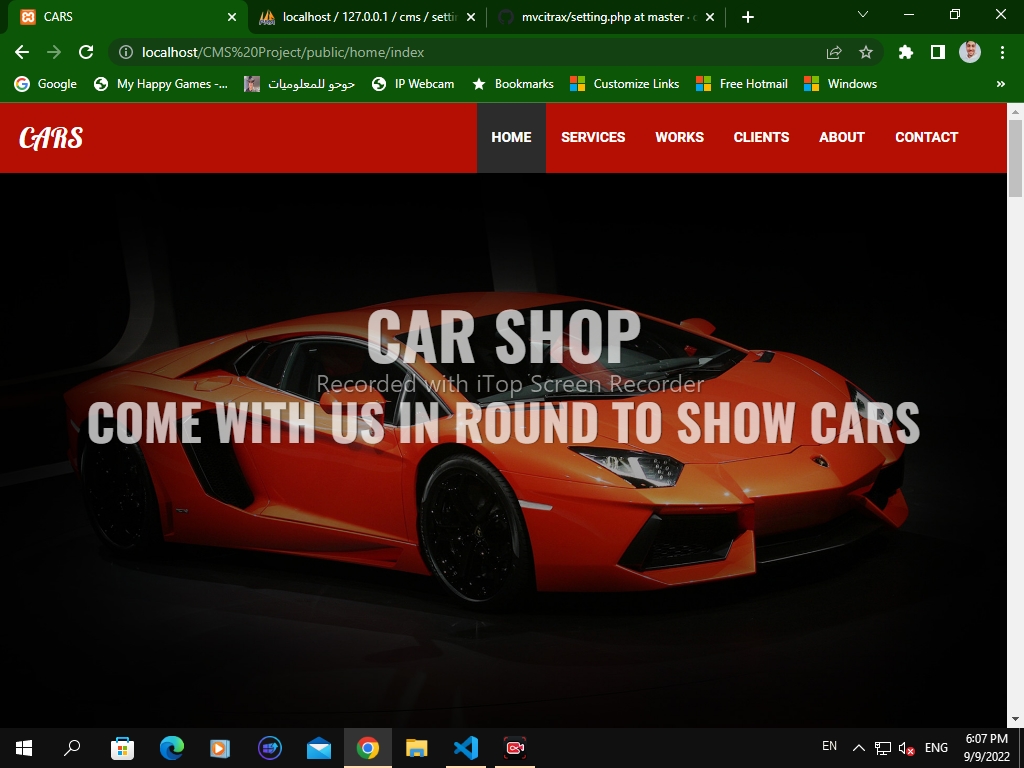 CARS
localhost / 127.0.0.1 / cms / settin
mvcitrax/setting.php at master · c
localhost/CMS%20Project/public/home/index
Google
My Happy Games -...
حوحو للمعلوميات
IP Webcam
Bookmarks
Customize Links
Free Hotmail
Windows
»
CARS
HOME
SERVICES
WORKS
CLIENTS
ABOUT
CONTACT
CAR SHOP
Recorded with iTop Screen Recorder
COME WITH US IN ROUND TO SHOW CARS
EN
ENG
6:07 PM
9/9/2022